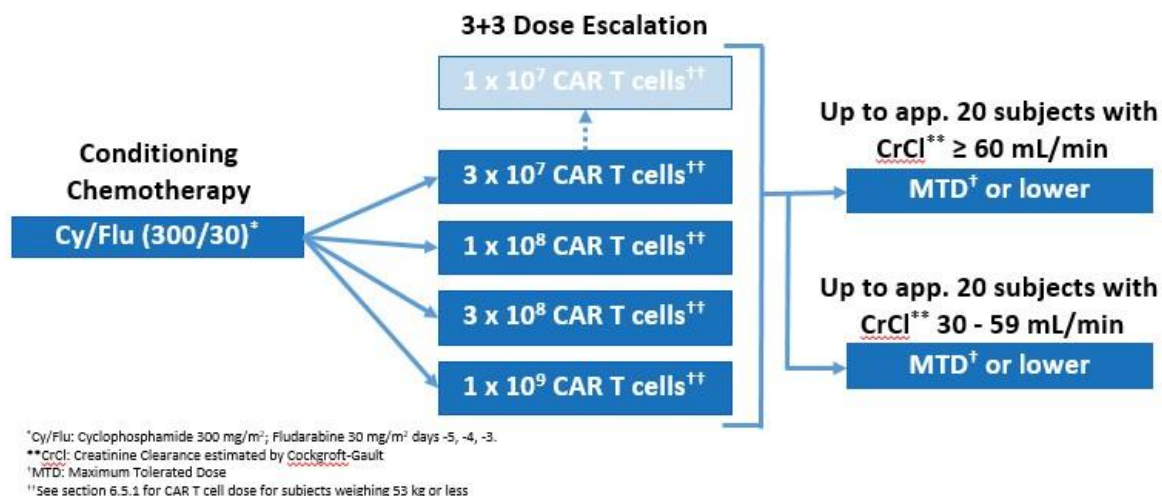 3+3 Dose Escalation
1 x 10⁷ CAR T cells††
Conditioning
Chemotherapy
Cy/Flu (300/30)*
3 x 10⁷ CAR T cells††
1 x 10⁸ CAR T cells††
3 x 10⁸ CAR T cells††
1 x 10⁹ CAR T cells††
Up to app. 20 subjects with
CrCl** ≥ 60 mL/min
MTD† or lower
Up to app. 20 subjects with
CrCl** 30 - 59 mL/min
MTD† or lower
*Cy/Flu: Cyclophosphamide 300 mg/m²; Fludarabine 30 mg/m² days -5, -4, -3.
**CrCl: Creatinine Clearance estimated by Cockgroft-Gault
†MTD: Maximum Tolerated Dose
††See section 6.5.1 for CAR T cell dose for subjects weighing 53 kg or less